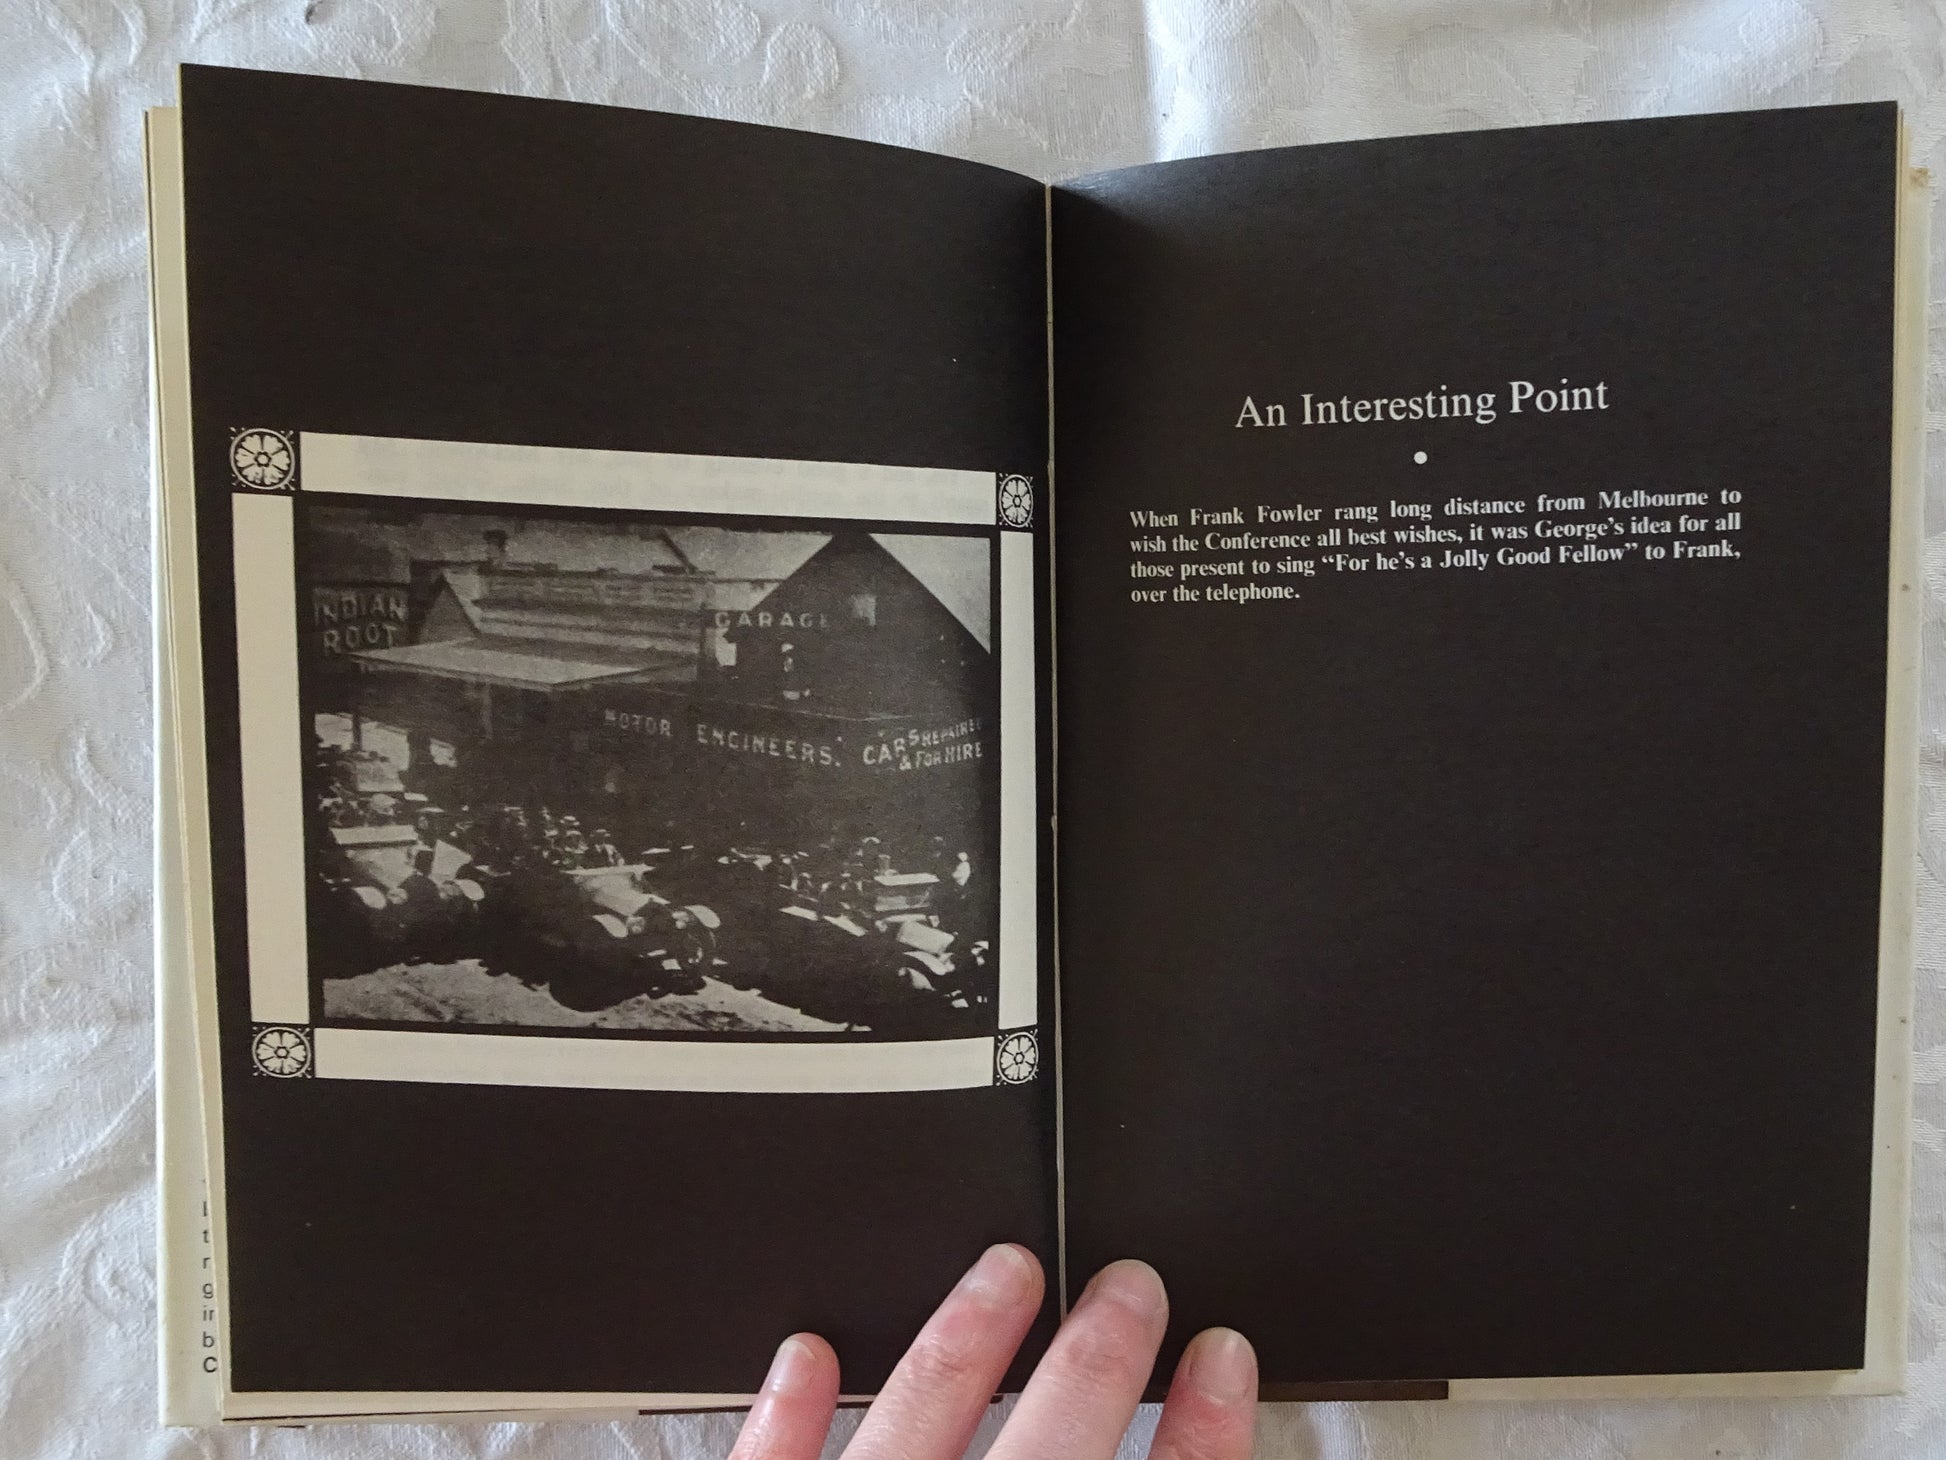 INDIAN
ROOT
GARAGE
MOTOR ENGINEERS.
CARS REPAIRED
& FOR HIRE
An Interesting Point
When Frank Fowler rang long distance from Melbourne to
wish the Conference all best wishes, it was George's idea for all
those present to sing “For he's a Jolly Good Fellow” to Frank,
over the telephone.
t
r
g
b
C